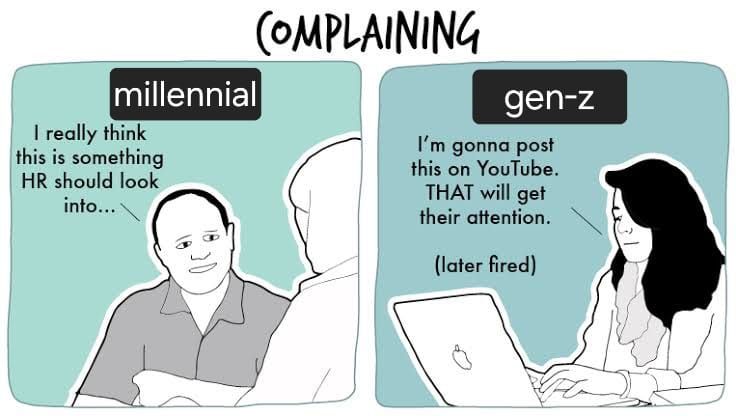 COMPLAINING
millennial
I really think
this is something
HR should look
into...
gen-z
I'm gonna post
this on YouTube.
THAT will get
their attention.
(later fired)